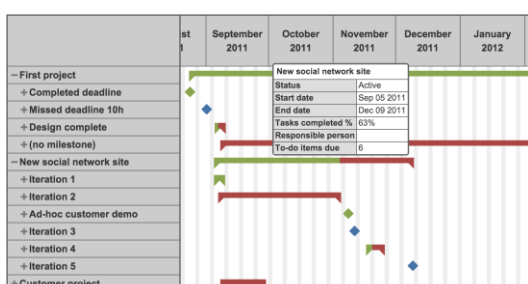 st September October November December January
1 2011 2011 2011 2011 2012
First project
Completed deadline
Missed deadline 10h
Design complete
(no milestone)
New social network site
Iteration 1
Iteration 2
Ad-hoc customer demo
Iteration 3
Iteration 4
Iteration 5
Customer project
New social network site
Status Active
Start date Sep 05 2011
End date Dec 09 2011
Tasks completed % 63%
Responsible person
To-do items due 6